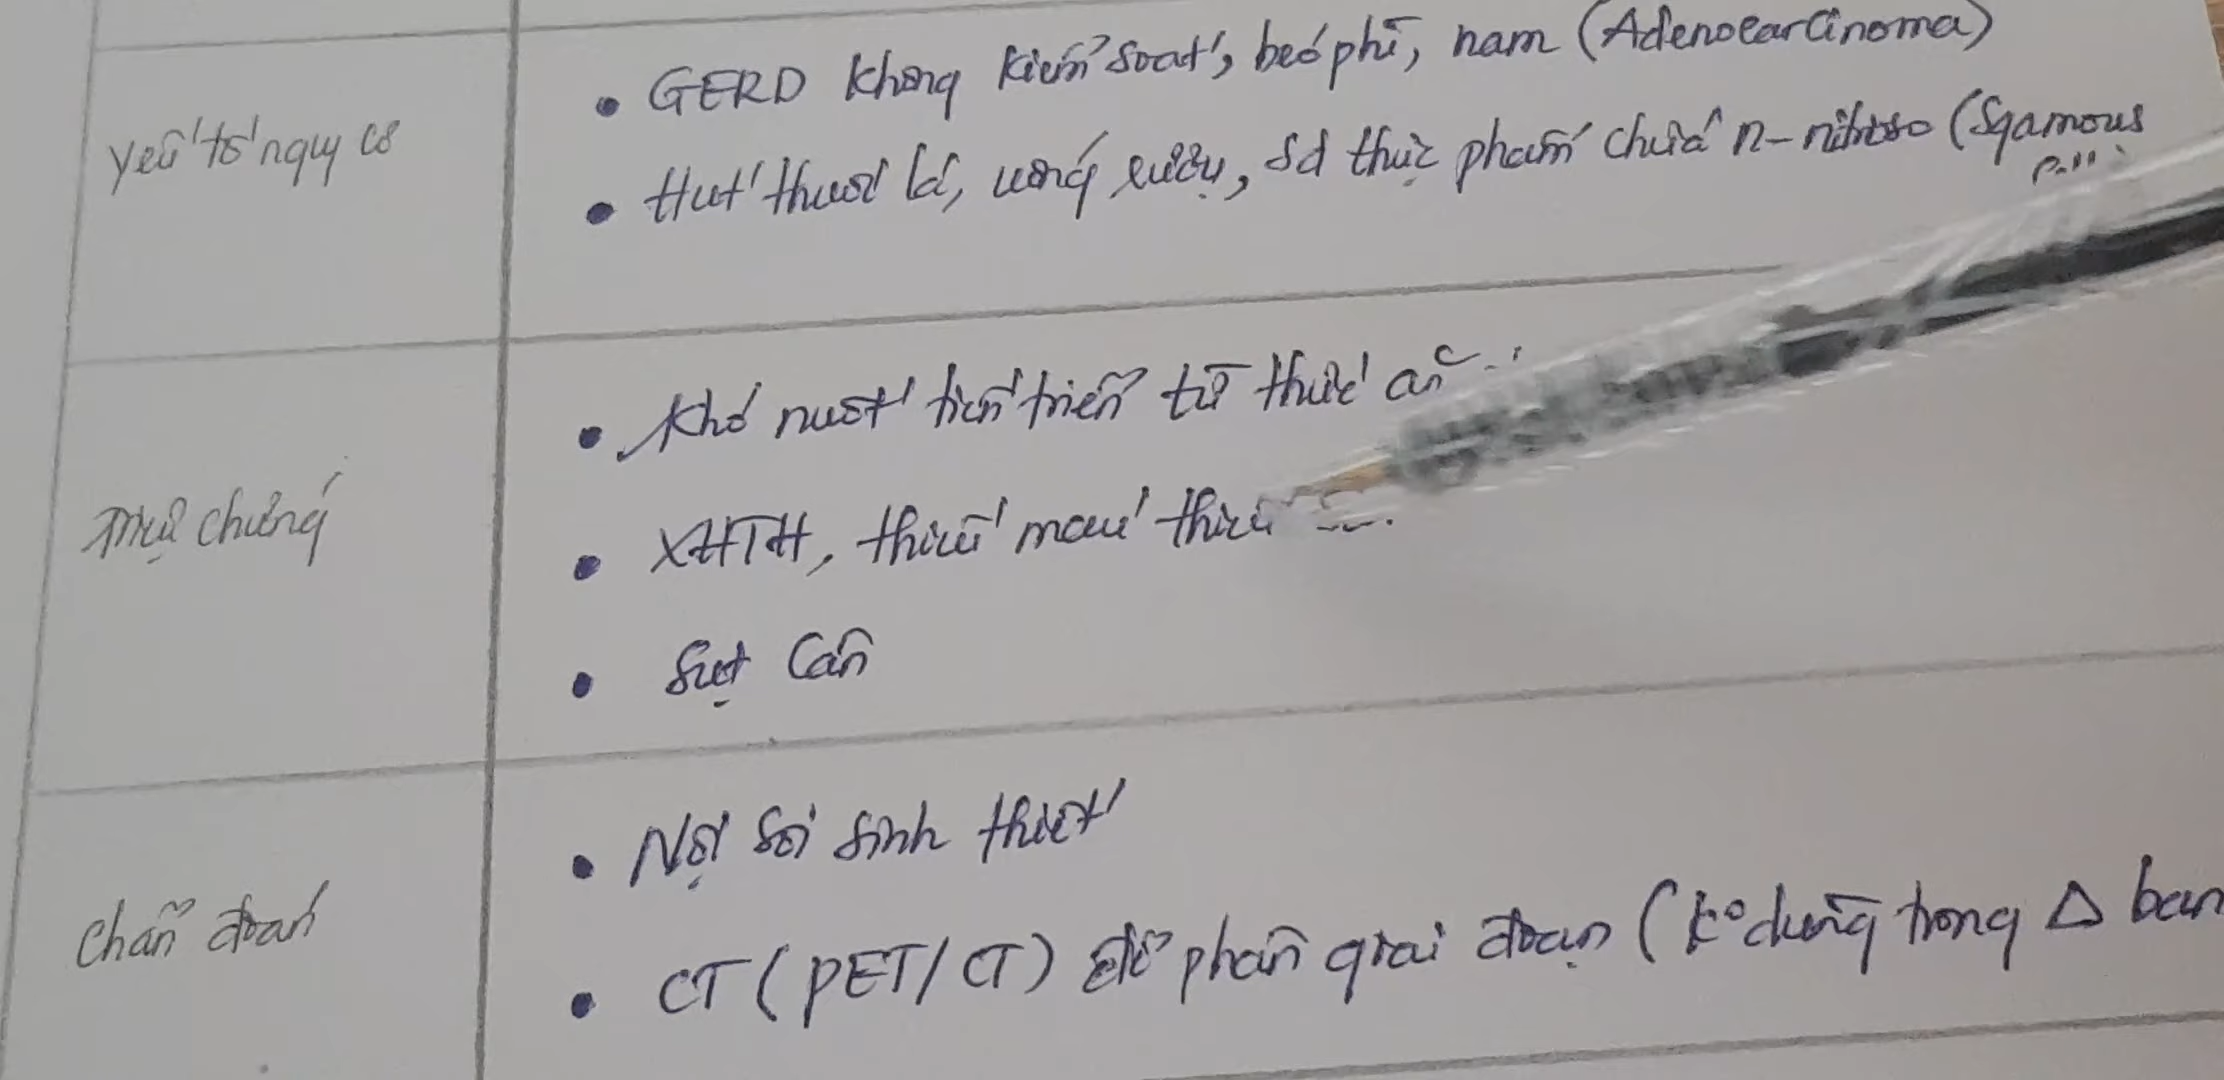 Yếu tố nguy cơ
• GERD không kiểm soát, béo phì, nam (Adenocarcinoma)
• Hút thuốc lá, uống rượu, sd thực phẩm chứa n-nitroso (Sqamous
Triệu chứng
• Khó nuốt tiến triển từ thức ăn
• XHTH, thiếu máu thiếu
• Sụt cân
Chẩn đoán
• Nội soi sinh thiết
• CT (PET/CT) để phân giai đoạn (k° dùng trong Δ ban